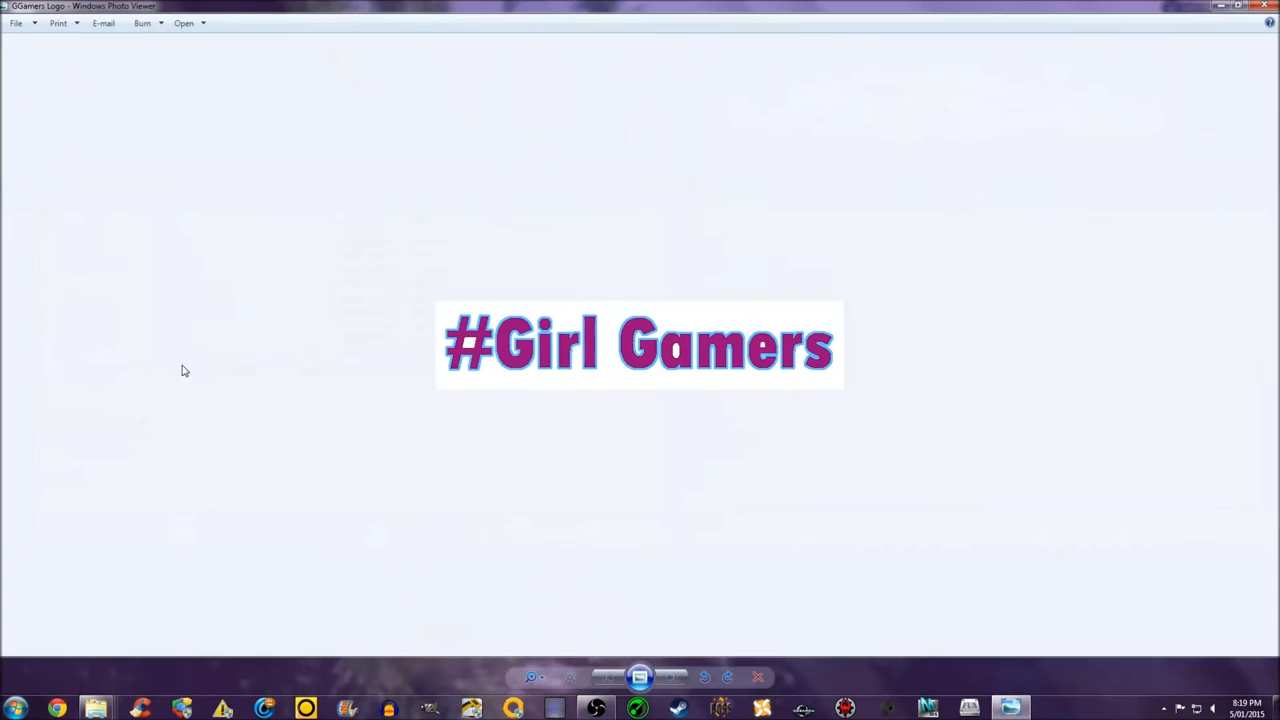 GGamers Logo - Windows Photo Viewer
File Print E-mail Burn Open
#Girl Gamers
8:19 PM
5/01/2015